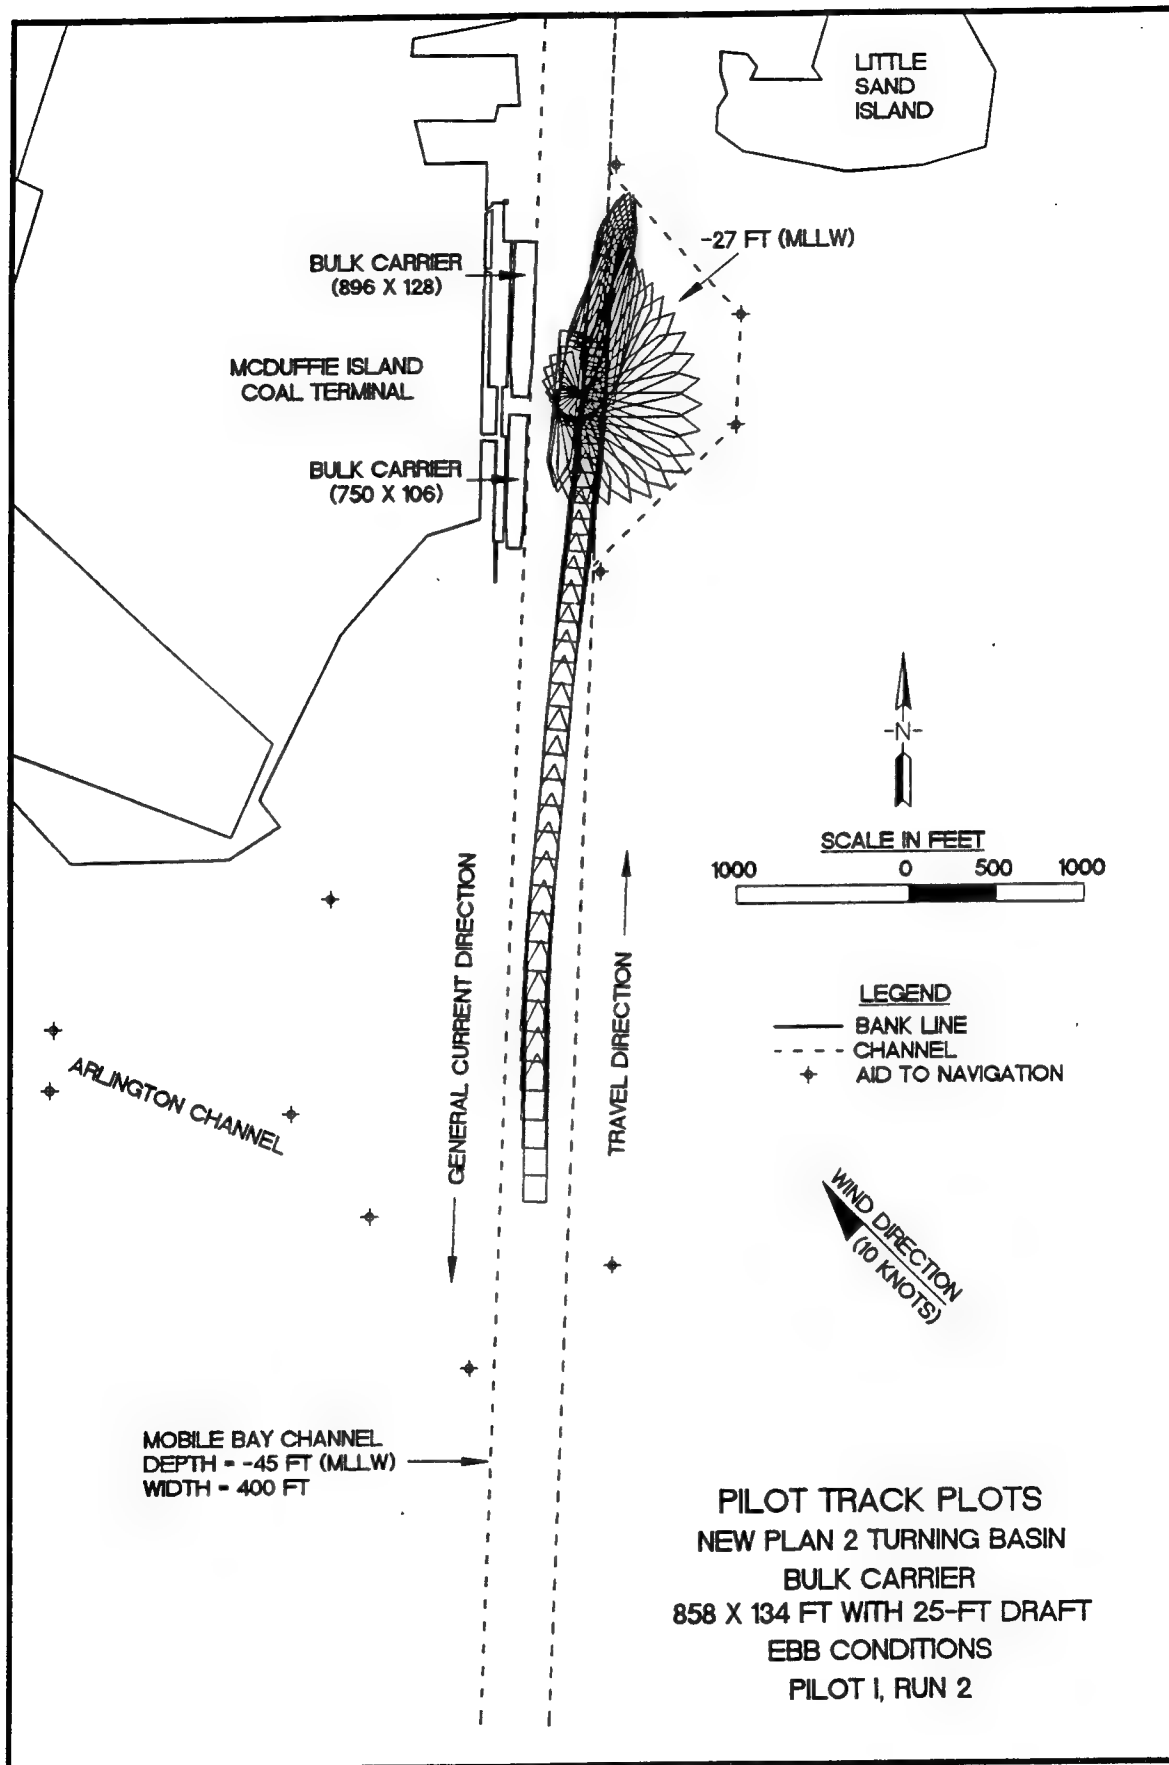 LITTLE
SAND
ISLAND
-27 FT (MLLW)
BULK CARRIER
(896 X 128)
MCDUFFIE ISLAND
COAL TERMINAL
BULK CARRIER
(750 X 106)
-N-
SCALE IN FEET
1000 0 500 1000
GENERAL CURRENT DIRECTION
TRAVEL DIRECTION
LEGEND
BANK LINE
CHANNEL
AID TO NAVIGATION
ARLINGTON CHANNEL
WIND DIRECTION
(10 KNOTS)
MOBILE BAY CHANNEL
DEPTH = -45 FT (MLLW)
WIDTH = 400 FT
PILOT TRACK PLOTS
NEW PLAN 2 TURNING BASIN
BULK CARRIER
858 X 134 FT WITH 25-FT DRAFT
EBB CONDITIONS
PILOT 1, RUN 2